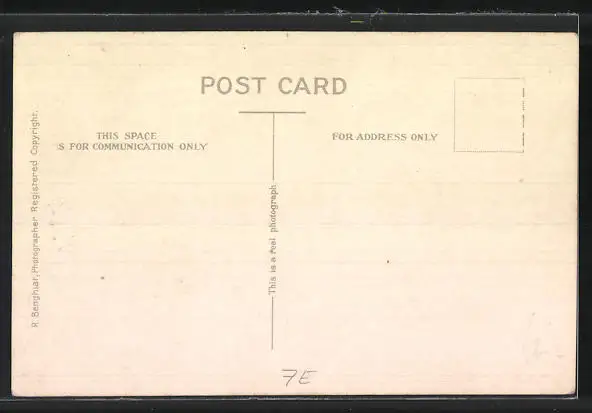 POST CARD
THIS SPACE
IS FOR COMMUNICATION ONLY
FOR ADDRESS ONLY
This is a real photograph
R. Benghiat, Photographer Registered Copyright.
7E